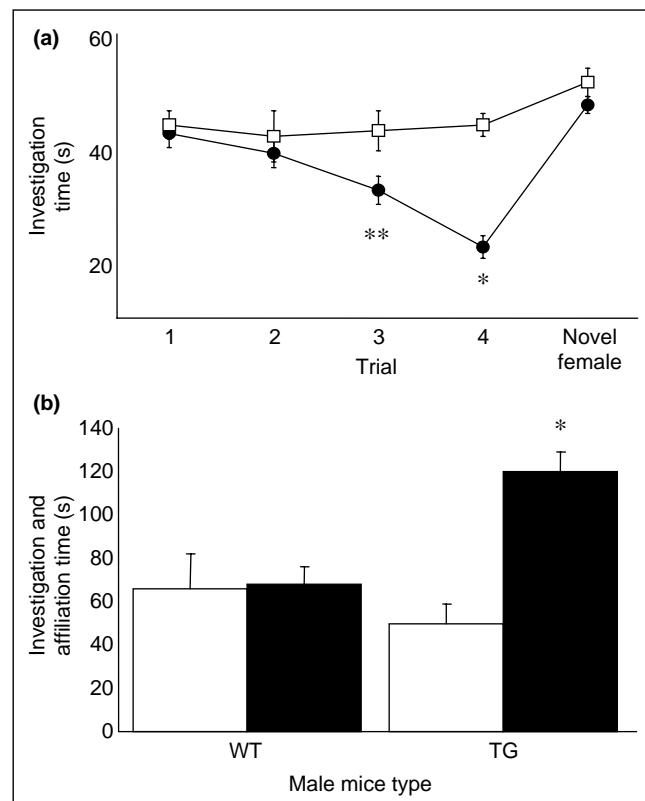 (a)
60
40
20
Investigation
time (s)
**
*
1 2 3 4 Novel
female
Trial
(b)
140
120
100
80
60
40
20
0
Investigation and
affiliation time (s)
*
WT TG
Male mice type